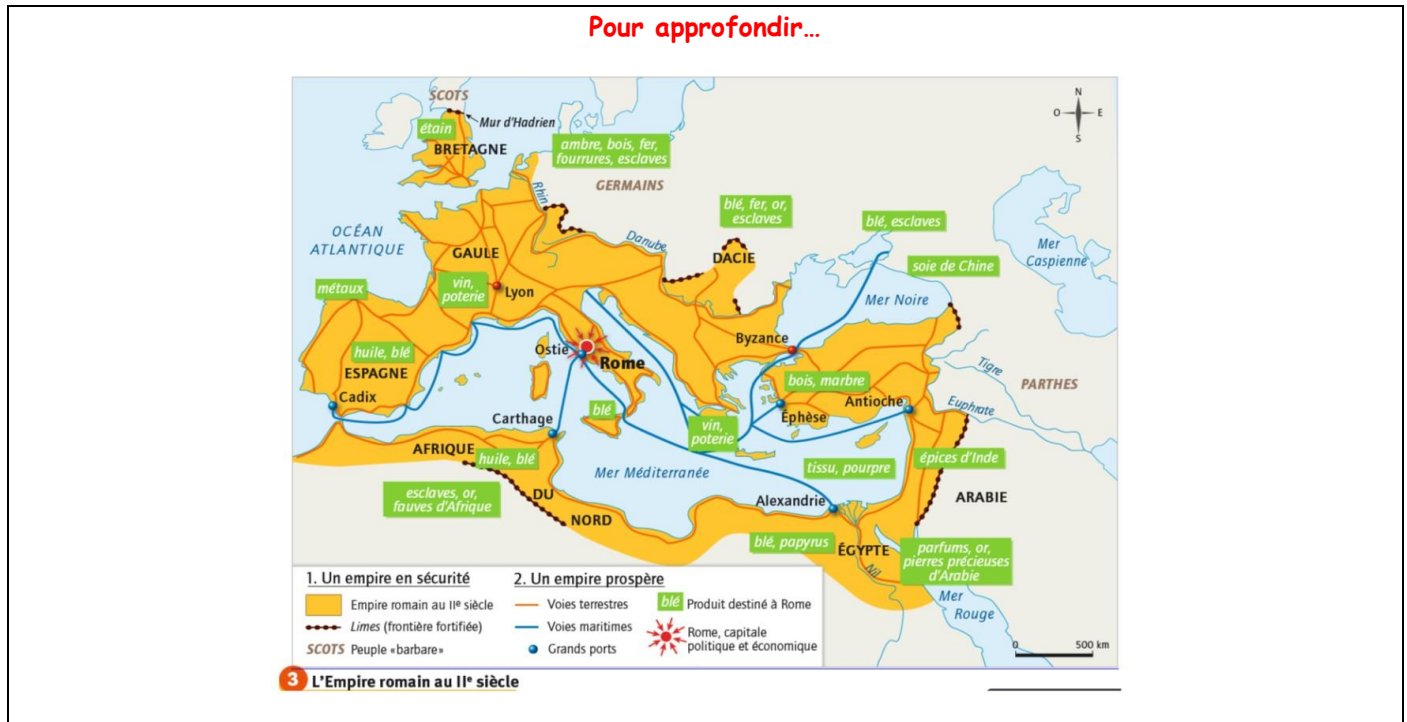 Pour approfondir...
SCOTS
N
O
E
S
Mur d'Hadrien
étain
BRETAGNE
ambre, bois, fer,
fourrures, esclaves
Rhin
GERMAINS
blé, fer, or,
esclaves
blé, esclaves
OCÉAN
ATLANTIQUE
Danube
Mer
Caspienne
GAULE
DACIE
soie de Chine
métaux
vin,
poterie
Lyon
Mer Noire
Byzance
Ostie
Rome
huile, blé
ESPAGNE
Tigre
PARTHES
bois, marbre
Cadix
Antioche
Euphrate
blé
Éphèse
Carthage
vin,
poterie
AFRIQUE
huile, blé
Mer Méditerranée
tissu, pourpre
épices d'Inde
esclaves, or,
fauves d'Afrique
DU
Alexandrie
ARABIE
NORD
blé, papyrus
ÉGYPTE
parfums, or,
pierres précieuses
d'Arabie
Nil
Mer
Rouge
1. Un empire en sécurité
Empire romain au IIe siècle
Limes (frontière fortifiée)
SCOTS Peuple «barbare»
2. Un empire prospère
Voies terrestres
Voies maritimes
Grands ports
blé Produit destiné à Rome
Rome, capitale
politique et économique
0 500 km
3 L'Empire romain au IIe siècle